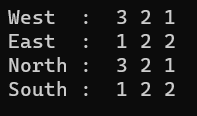 West  :  3 2 1
East  :  1 2 2
North :  3 2 1
South :  1 2 2